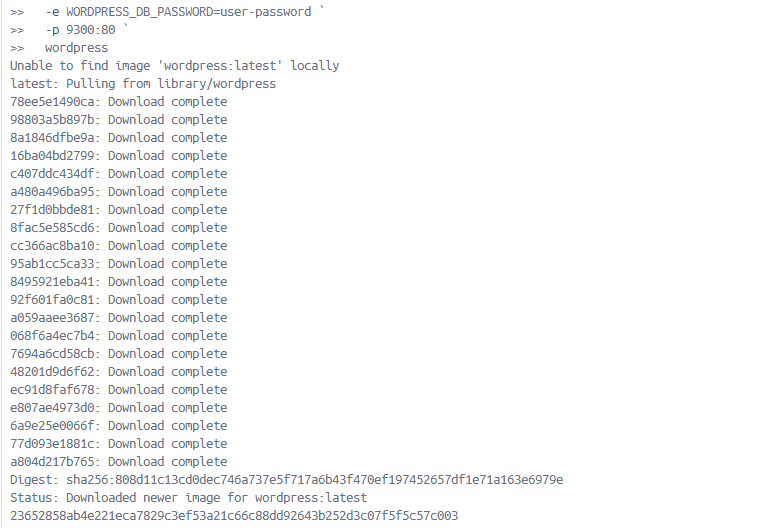 >>   -e WORDPRESS_DB_PASSWORD=user-password `
>>   -p 9300:80 `
>>   wordpress
Unable to find image 'wordpress:latest' locally
latest: Pulling from library/wordpress
78ee5e1490ca: Download complete
98803a5b897b: Download complete
8a1846dfbe9a: Download complete
16ba04bd2799: Download complete
c407ddc434df: Download complete
a480a496ba95: Download complete
27f1d0bbde81: Download complete
8fac5e585cd6: Download complete
cc366ac8ba10: Download complete
95ab1cc5ca33: Download complete
8495921eba41: Download complete
92f601fa0c81: Download complete
a059aaee3687: Download complete
068f6a4ec7b4: Download complete
7694a6cd58cb: Download complete
48201d9d6f62: Download complete
ec91d8faf678: Download complete
e807ae4973d0: Download complete
6a9e25e0066f: Download complete
77d093e1881c: Download complete
a804d217b765: Download complete
Digest: sha256:808d11c13cd0dec746a737e5f717a6b43f470ef197452657df1e71a163e6979e
Status: Downloaded newer image for wordpress:latest
23652858ab4e221eca7829c3ef53a21c66c88dd92643b252d3c07f5f5c57c003